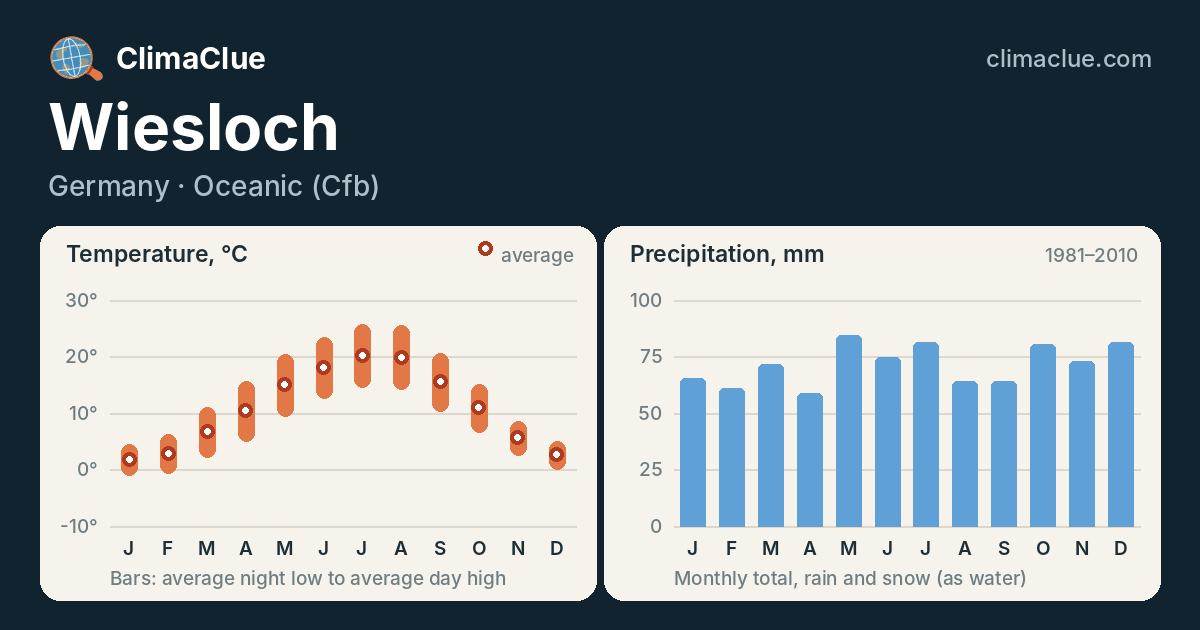 ClimaClue
climaclue.com
Wiesloch
Germany · Oceanic (Cfb)
Temperature, °C
average
30°
20°
10°
0°
-10°
J F M A M J J A S O N D
Bars: average night low to average day high
Precipitation, mm
1981–2010
100
75
50
25
0
J F M A M J J A S O N D
Monthly total, rain and snow (as water)